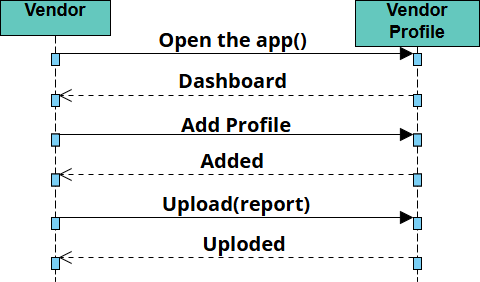 Vendor
Vendor
Profile
Open the app()
Dashboard
Add Profile
Added
Upload(report)
Uploded